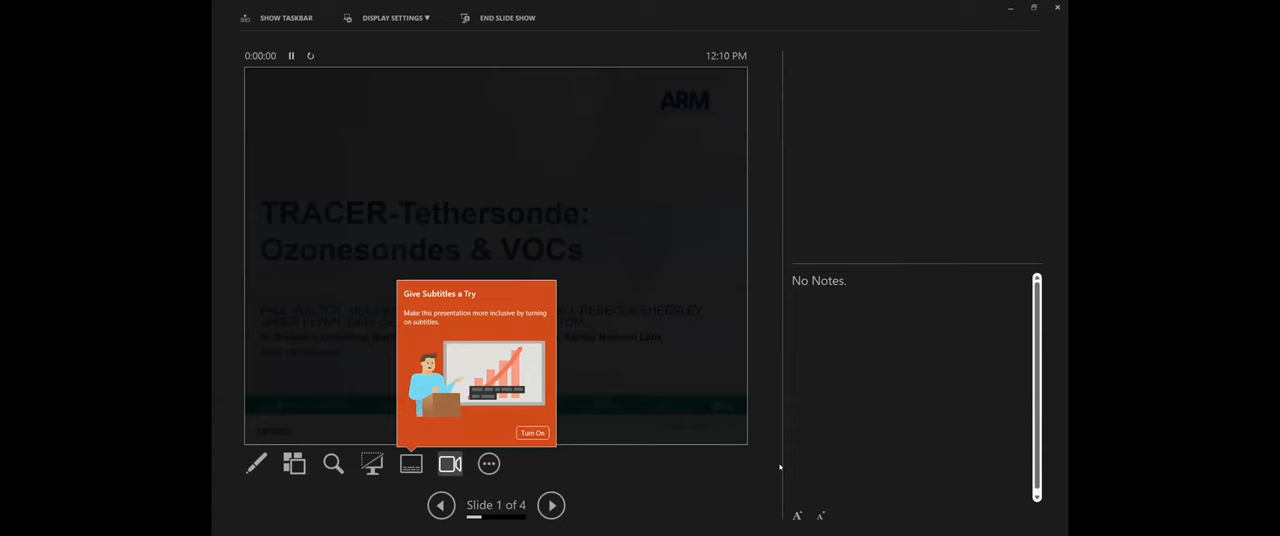 SHOW TASKBAR
DISPLAY SETTINGS ▼
END SLIDE SHOW
0:00:00
12:10 PM
ARM
TRACER-Tethersonde:
Ozonesondes & VOCs
Give Subtitles a Try
Make this presentation more inclusive by turning
on subtitles.
Turn On
Slide 1 of 4
No Notes.
A A